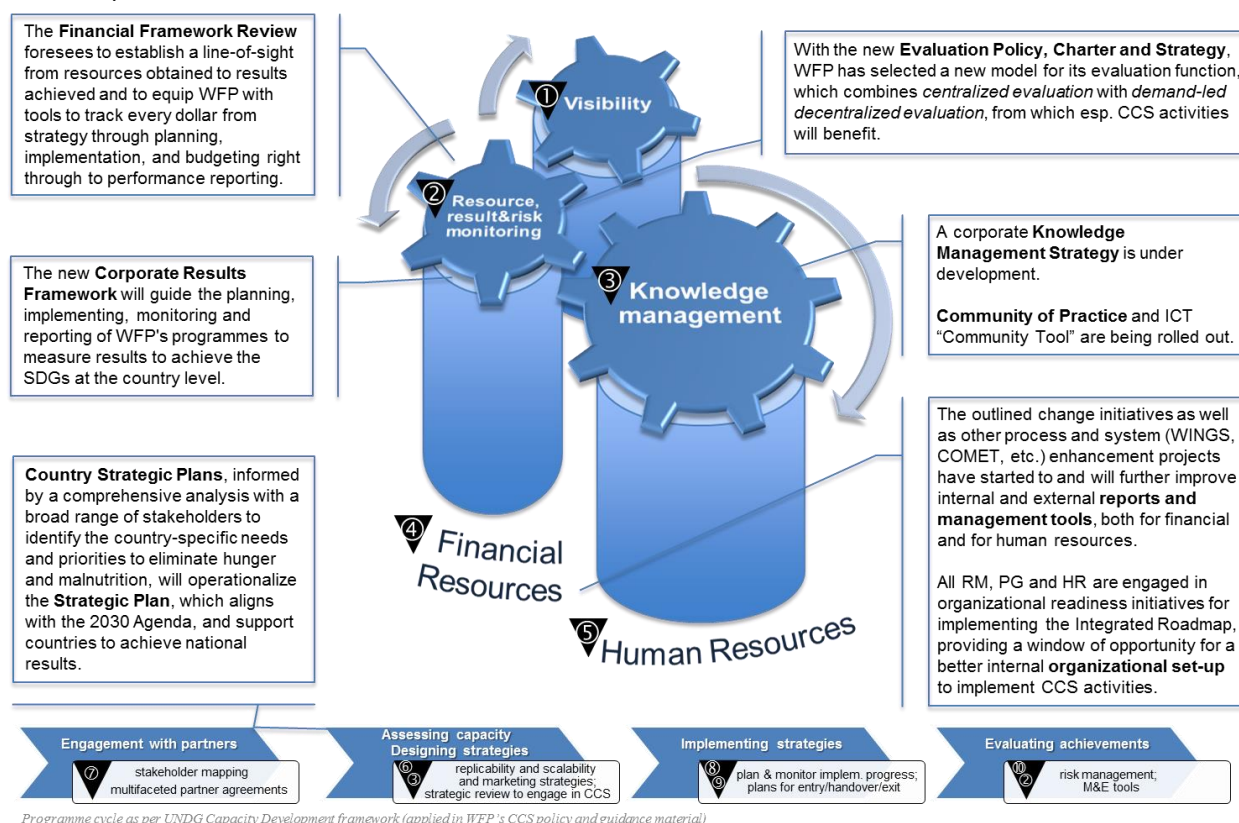 The Financial Framework Review
foresees to establish a line-of-sight
from resources obtained to results
achieved and to equip WFP with
tools to track every dollar from
strategy through planning,
implementation, and budgeting right
through to performance reporting.
The new Corporate Results
Framework will guide the planning,
implementing, monitoring and
reporting of WFP's programmes to
measure results to achieve the
SDGs at the country level.
Country Strategic Plans, informed
by a comprehensive analysis with a
broad range of stakeholders to
identify the country-specific needs
and priorities to eliminate hunger
and malnutrition, will operationalize
the Strategic Plan, which aligns
with the 2030 Agenda, and support
countries to achieve national
results.
① Visibility
② Resource,
result&risk
monitoring
③ Knowledge
management
④ Financial
Resources
⑤ Human Resources
With the new Evaluation Policy, Charter and Strategy,
WFP has selected a new model for its evaluation function,
which combines centralized evaluation with demand-led
decentralized evaluation, from which esp. CCS activities
will benefit.
A corporate Knowledge
Management Strategy is under
development.
Community of Practice and ICT
“Community Tool” are being rolled out.
The outlined change initiatives as well
as other process and system (WINGS,
COMET, etc.) enhancement projects
have started to and will further improve
internal and external reports and
management tools, both for financial
and for human resources.
All RM, PG and HR are engaged in
organizational readiness initiatives for
implementing the Integrated Roadmap,
providing a window of opportunity for a
better internal organizational set-up
to implement CCS activities.
Engagement with partners
⑦ stakeholder mapping
multifaceted partner agreements
Assessing capacity
Designing strategies
⑥ replicability and scalability
③ and marketing strategies;
strategic review to engage in CCS
Implementing strategies
⑧ plan & monitor implem. progress;
⑨ plans for entry/handover/exit
Evaluating achievements
⑩ risk management;
② M&E tools
Programme cycle as per UNDG Capacity Development framework (applied in WFP's CCS policy and guidance material)